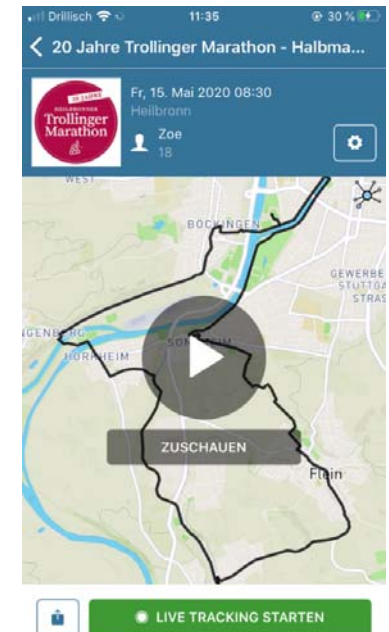 Drillisch 11:35 30 %
20 Jahre Trollinger Marathon - Halbma...
20 JAHRE
HEILBRONNER
Trollinger
Marathon
Fr, 15. Mai 2020 08:30
Heilbronn
Zoe
18
WEST
BÖCKINGEN
GEWERBE
STUTTGA
STRAS
HORKHEIM
ZUSCHAUEN
Flein
LIVE TRACKING STARTEN